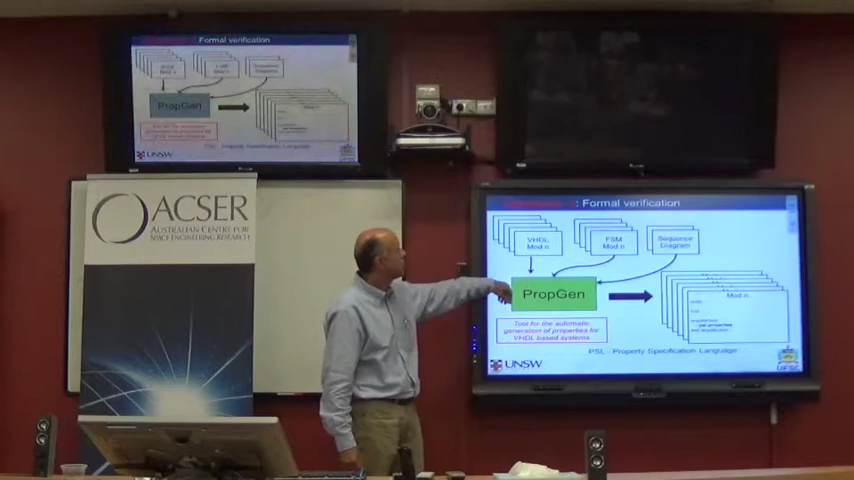 Formal verification
PropGen
UNSW
ACSER
AUSTRALIAN CENTRE FOR
SPACE ENGINEERING RESEARCH
: Formal verification
VHDL
Mod n
FSM
Mod n
Sequence
Diagram
PropGen
Mod n
Tool for the automatic
generation of properties for
VHDL based systems
PSL - Property Specification Language
UNSW
UFSC